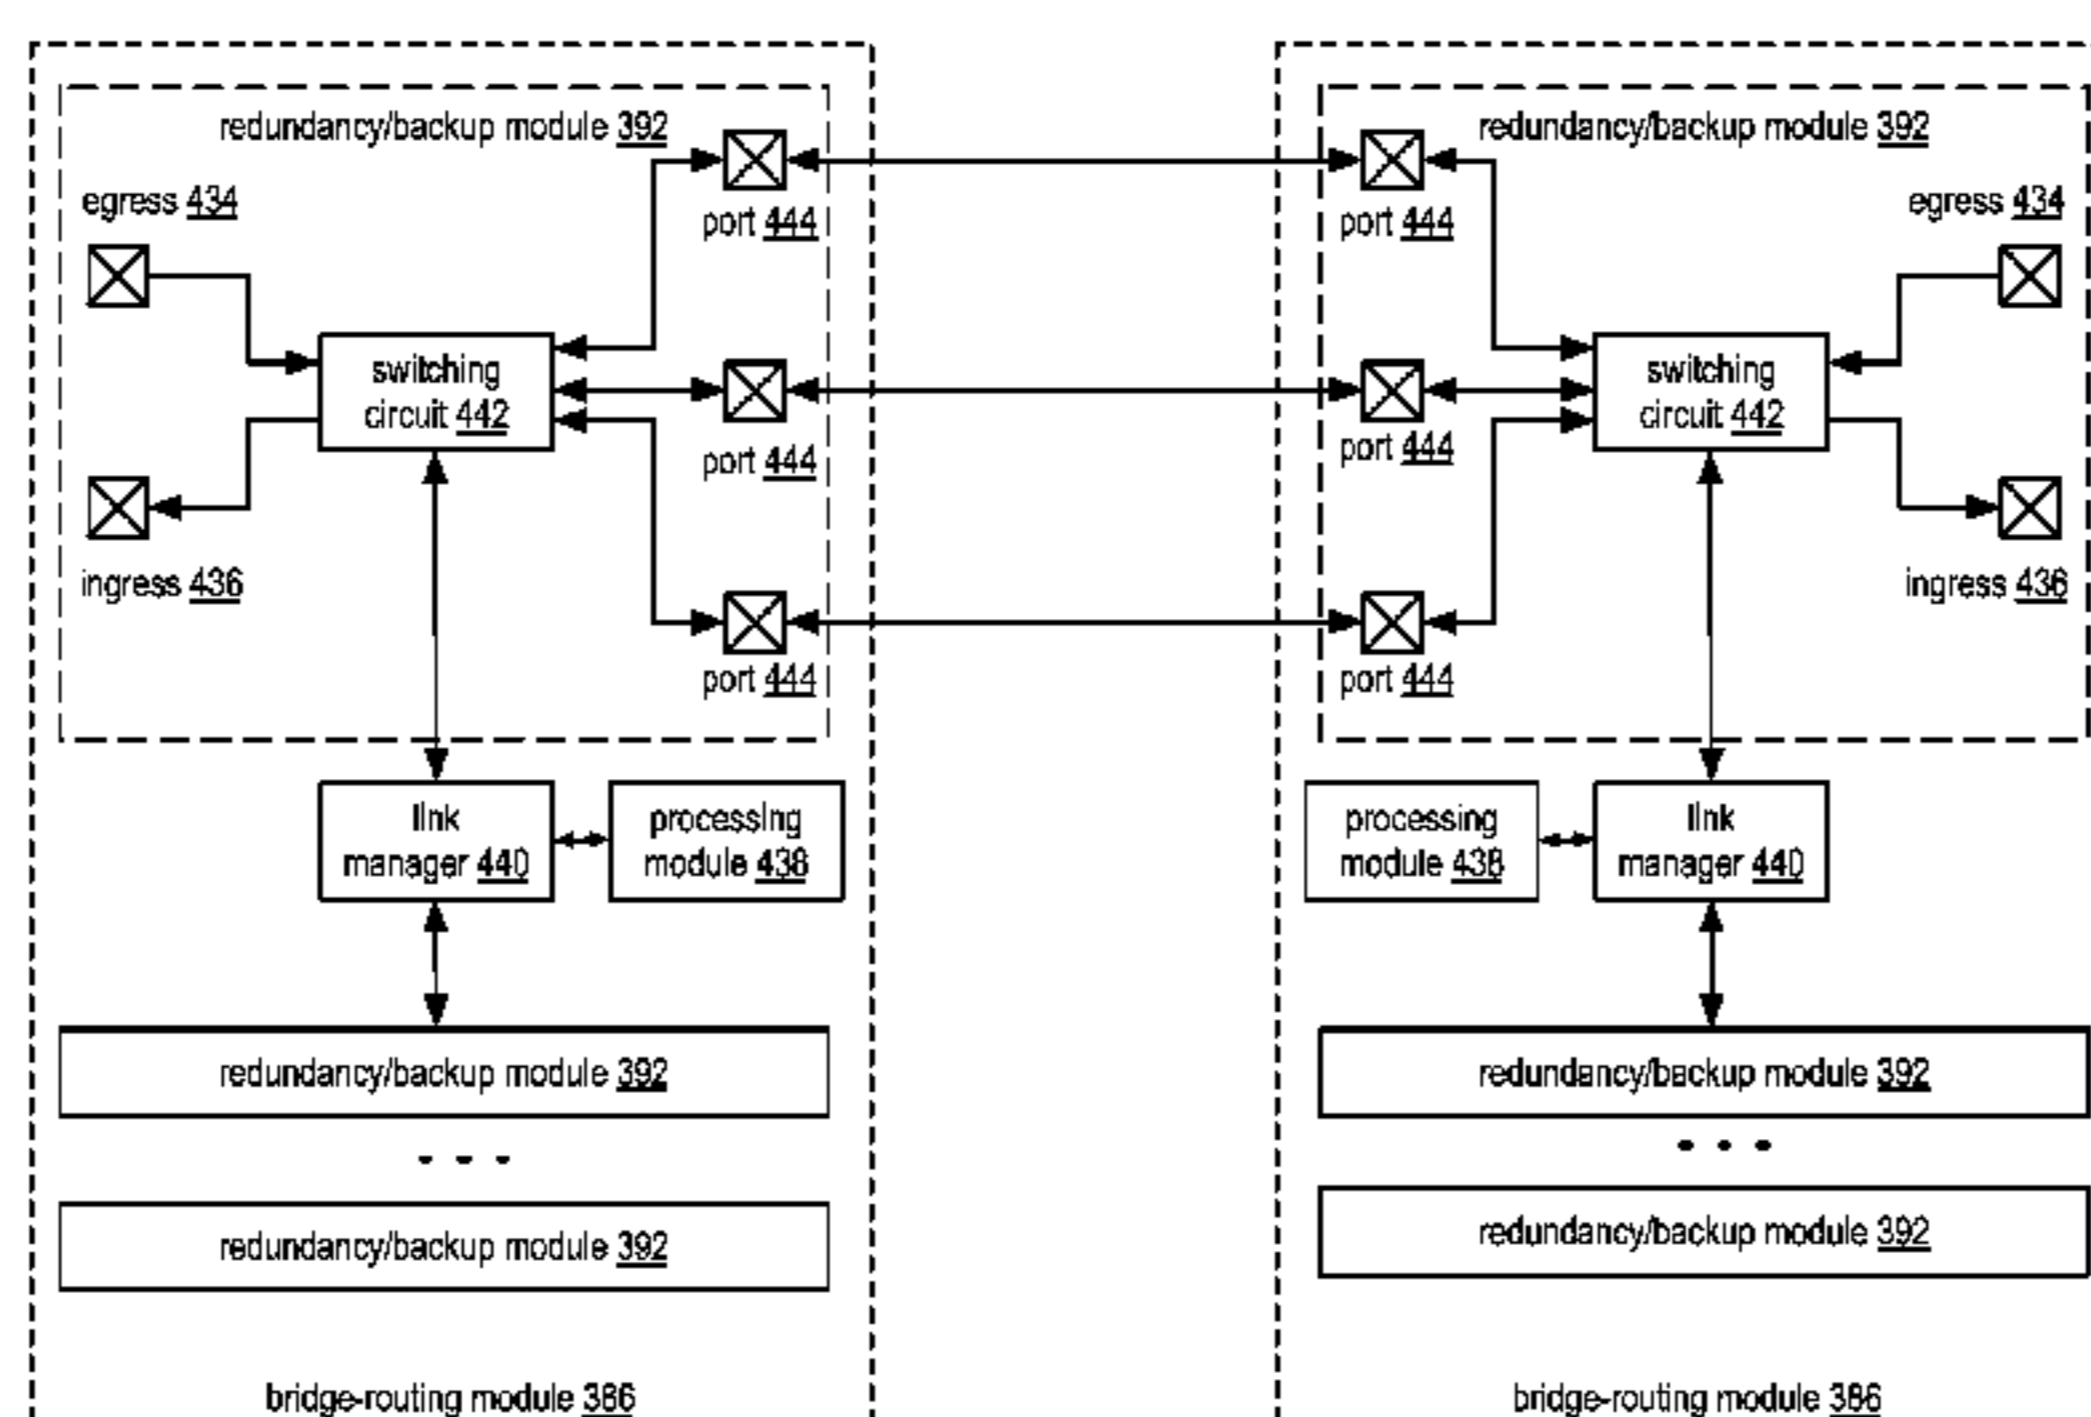 redundancy/backup module 392
egress 434
port 444
switching
circuit 442
port 444
ingress 436
port 444
link
manager 440
processing
module 438
redundancy/backup module 392
. . .
redundancy/backup module 392
bridge-routing module 386
redundancy/backup module 392
port 444
egress 434
switching
circuit 442
port 444
ingress 436
port 444
processing
module 438
link
manager 440
redundancy/backup module 392
. . .
redundancy/backup module 392
bridge-routing module 386